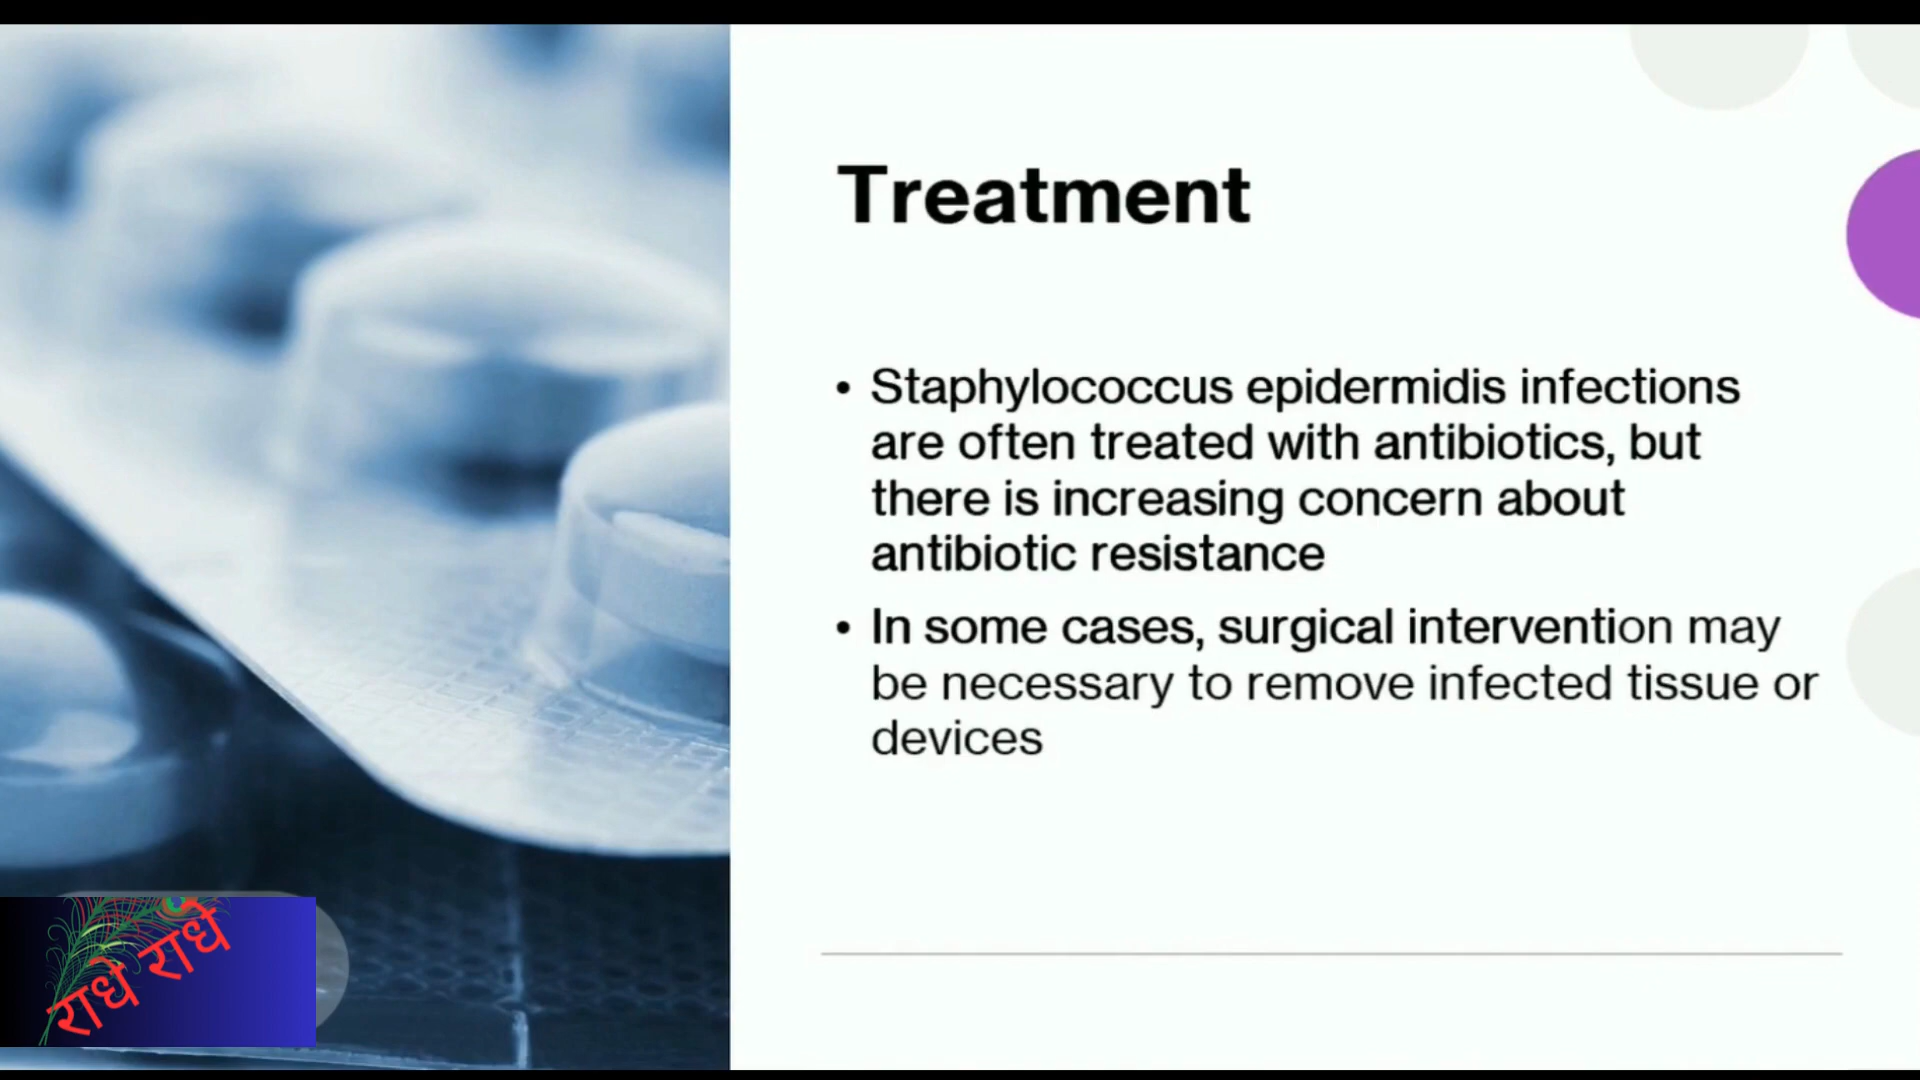 Treatment
• Staphylococcus epidermidis infections
are often treated with antibiotics, but
there is increasing concern about
antibiotic resistance
• In some cases, surgical intervention may
be necessary to remove infected tissue or
devices
राधे राधे